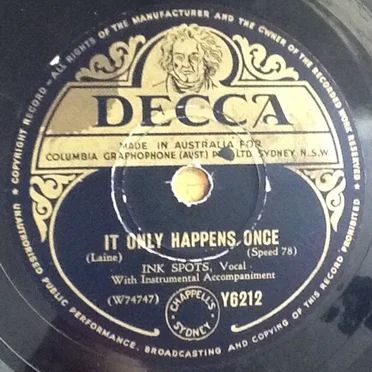 COPYRIGHT RECORD — ALL RIGHTS OF THE MANUFACTURER AND OF THE OWNER OF THE RECORDED WORK RESERVED
DECCA
MADE IN AUSTRALIA FOR
COLUMBIA GRAPHOPHONE (AUST.) PTY. LTD. SYDNEY N.S.W.
IT ONLY HAPPENS ONCE
(Laine) (Speed 78)
INK SPOTS, Vocal
With Instrumental Accompaniment
(W74747) CHAPPELL'S SYDNEY Y6212
UNAUTHORISED PUBLIC PERFORMANCE, BROADCASTING AND COPYING OF THIS RECORD PROHIBITED